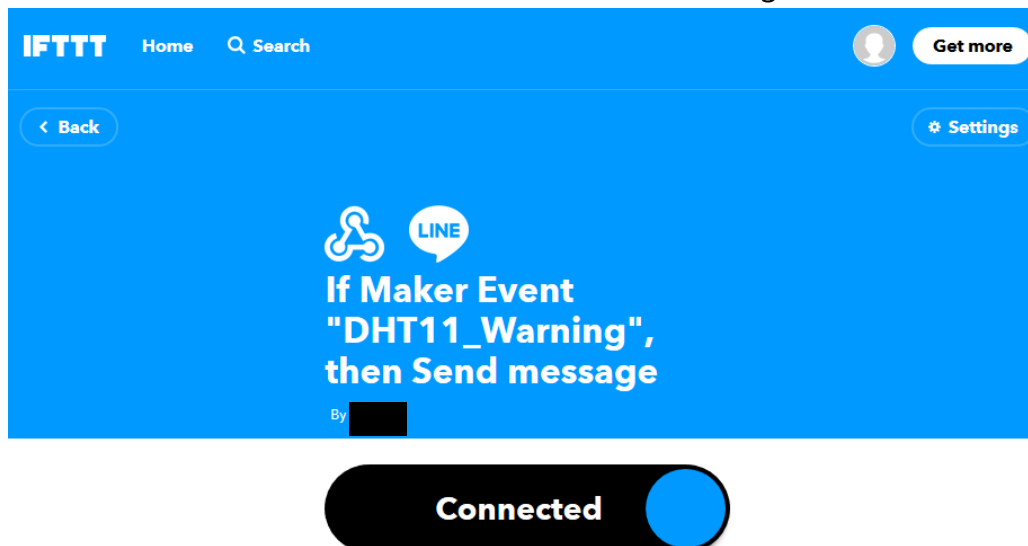 IFTTT Home Search Get more
Back Settings
LINE
If Maker Event
"DHT11_Warning",
then Send message
By
Connected